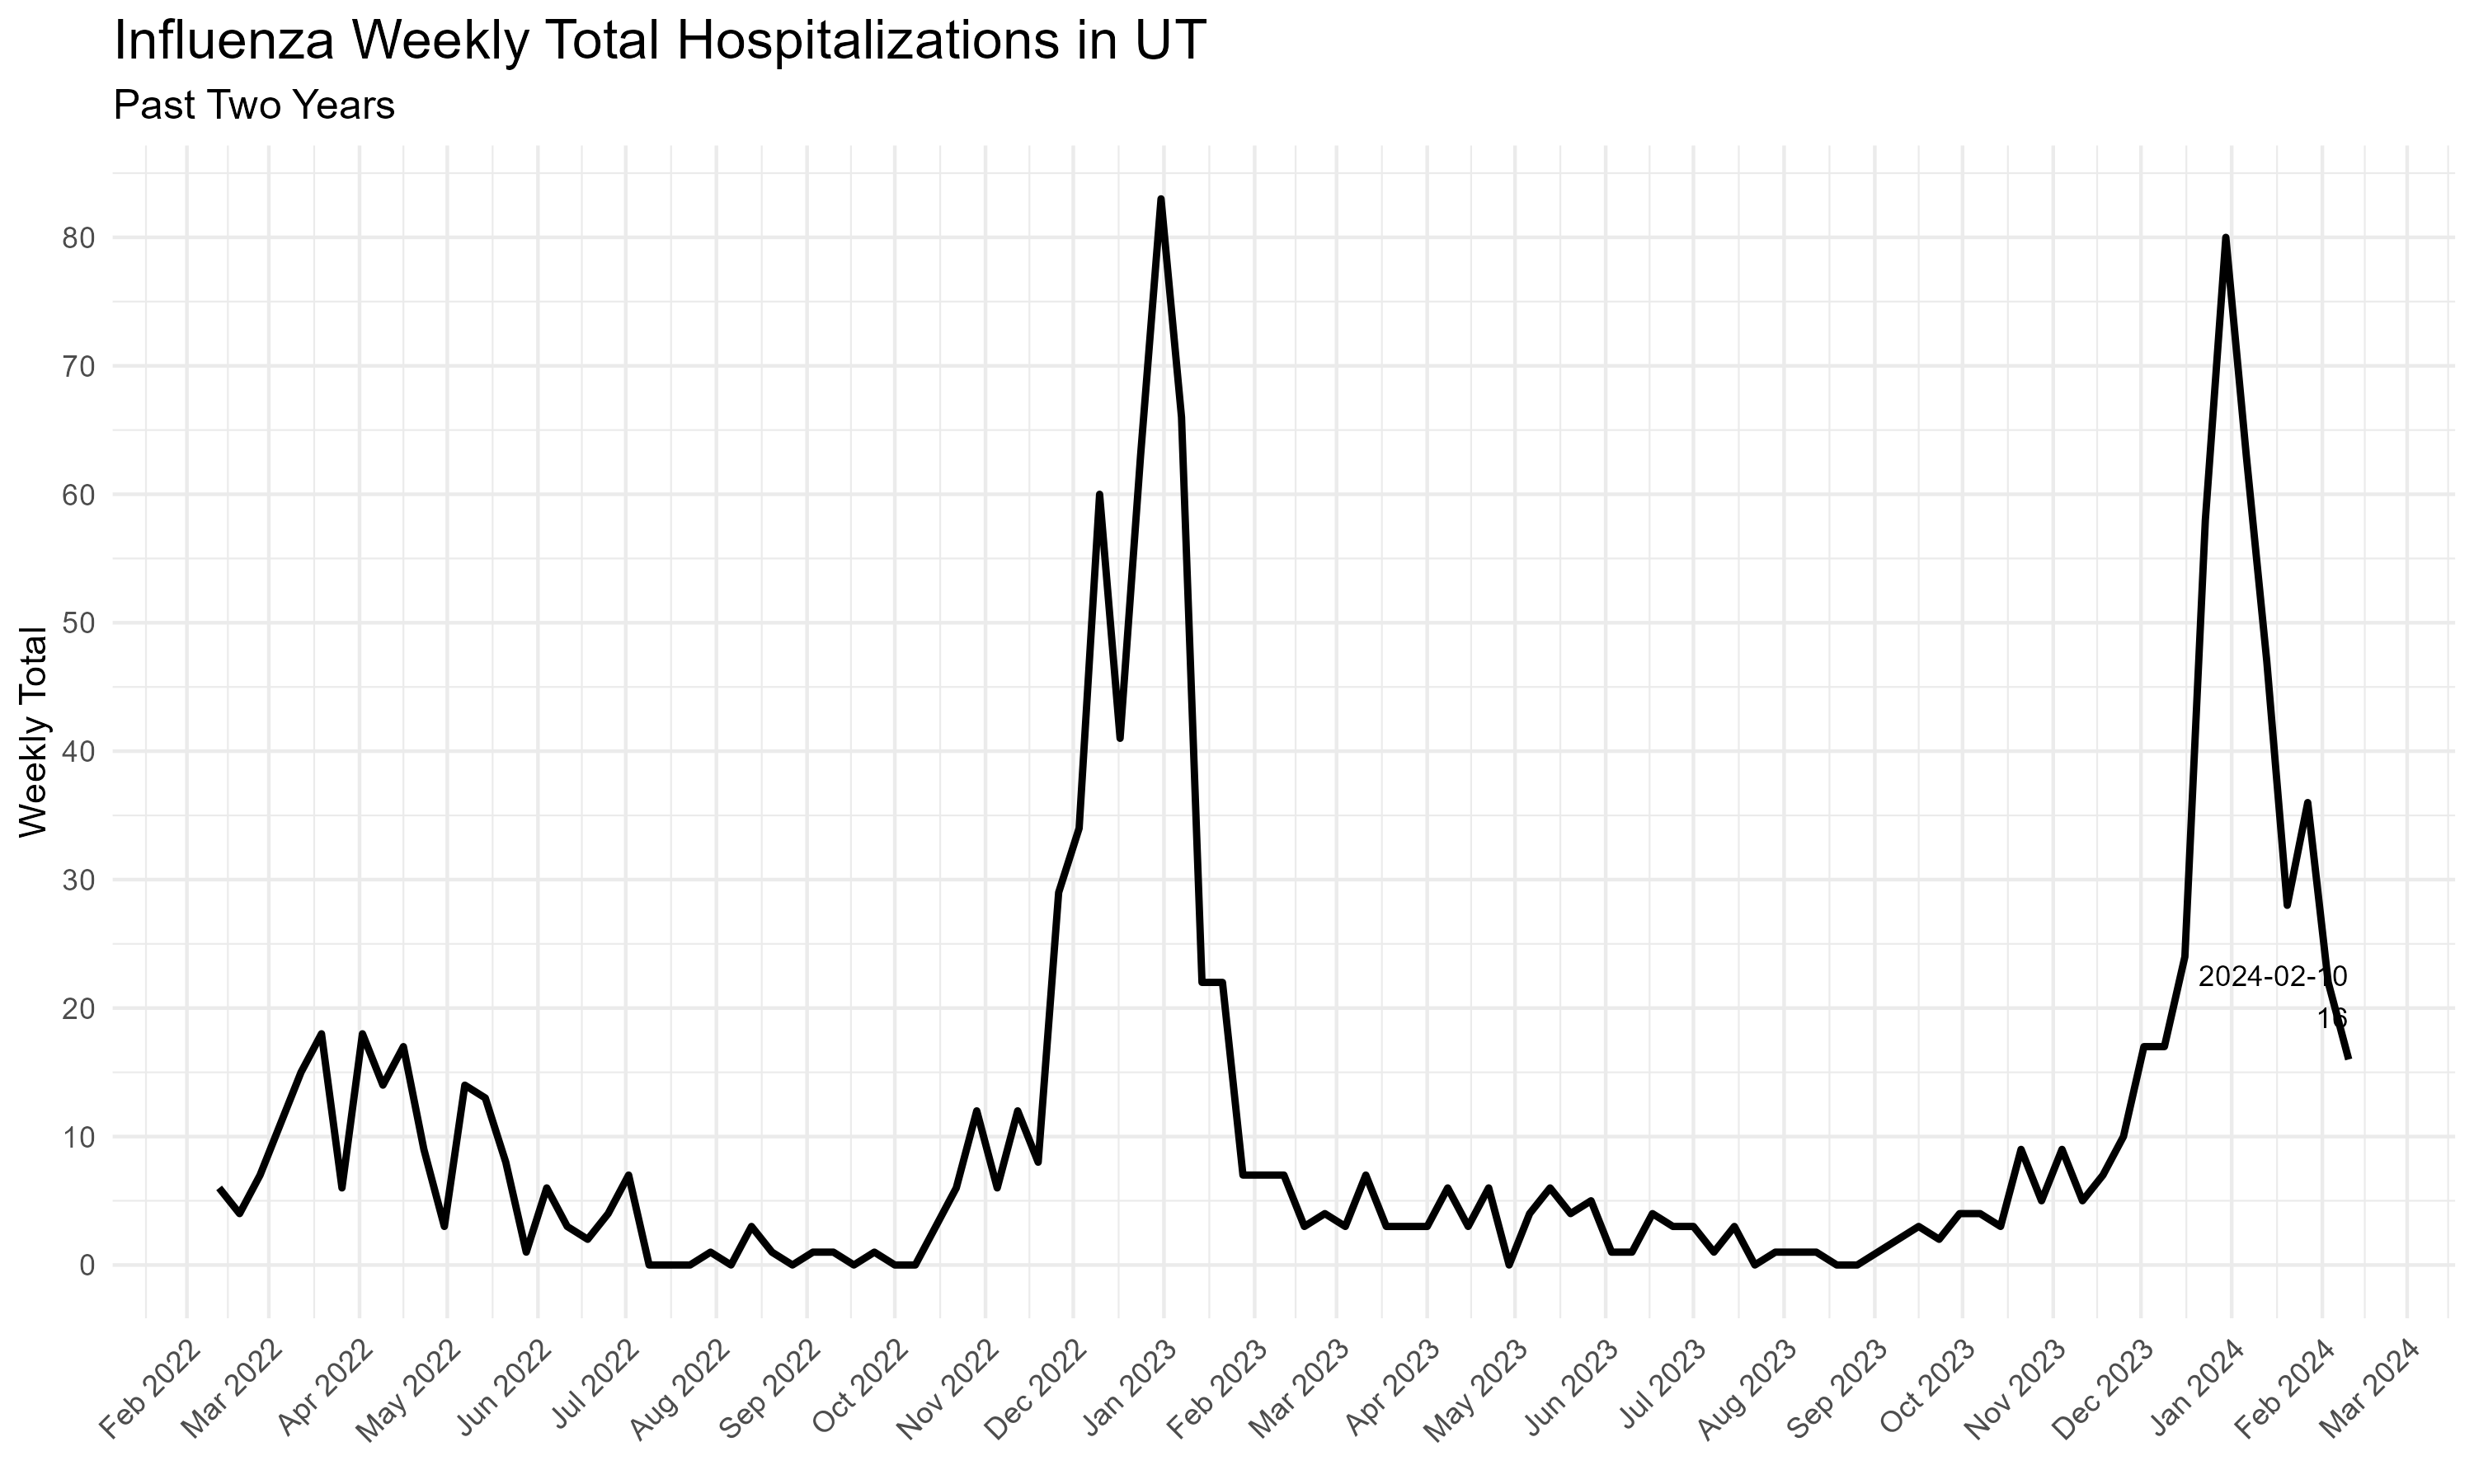 Influenza Weekly Total Hospitalizations in UT
Past Two Years
Weekly Total
80
70
60
50
40
30
20
10
0
2024-02-10
16
Feb 2022
Mar 2022
Apr 2022
May 2022
Jun 2022
Jul 2022
Aug 2022
Sep 2022
Oct 2022
Nov 2022
Dec 2022
Jan 2023
Feb 2023
Mar 2023
Apr 2023
May 2023
Jun 2023
Jul 2023
Aug 2023
Sep 2023
Oct 2023
Nov 2023
Dec 2023
Jan 2024
Feb 2024
Mar 2024